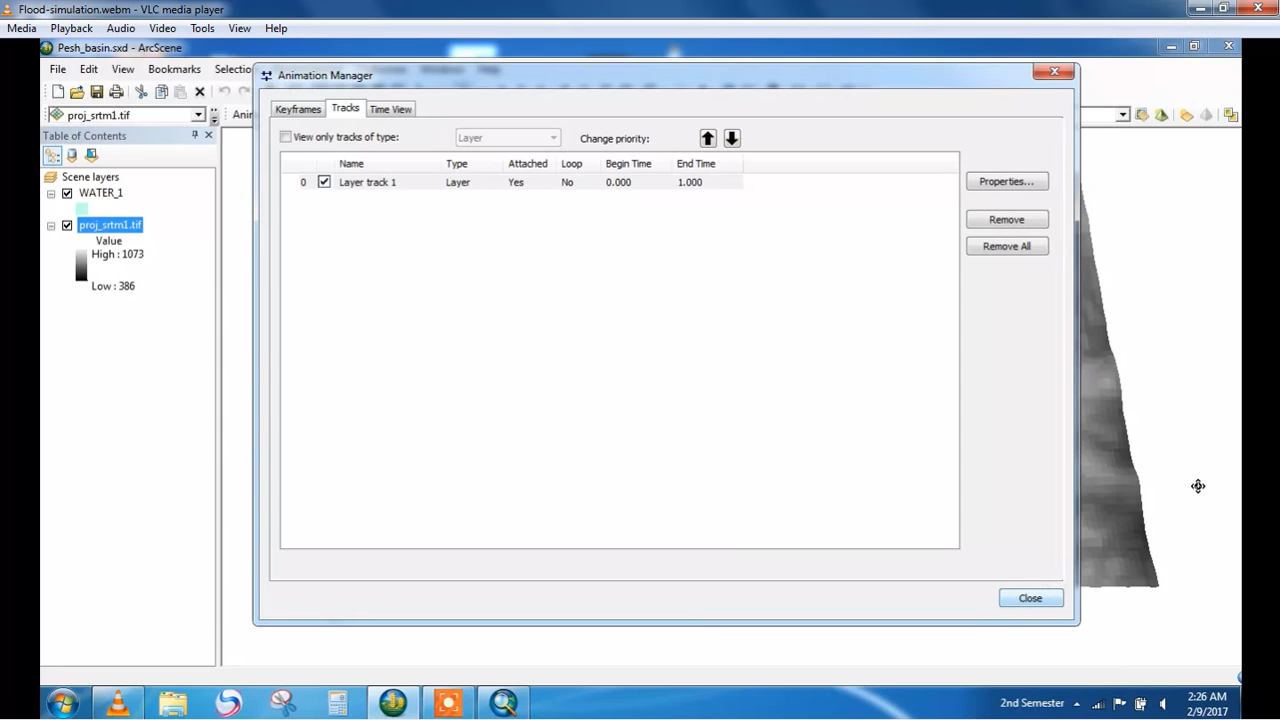 Flood-simulation.webm - VLC media player
Media Playback Audio Video Tools View Help
Pesh_basin.sxd - ArcScene
File Edit View Bookmarks Selectio
Animation Manager
proj_srtm1.tif
Ani
Table of Contents
Scene layers
WATER_1
proj_srtm1.tif
Value
High : 1073
Low : 386
Keyframes Tracks Time View
View only tracks of type: Layer Change priority:
Name Type Attached Loop Begin Time End Time
0 Layer track 1 Layer Yes No 0.000 1.000
Properties...
Remove
Remove All
Close
2nd Semester
2:26 AM
2/9/2017